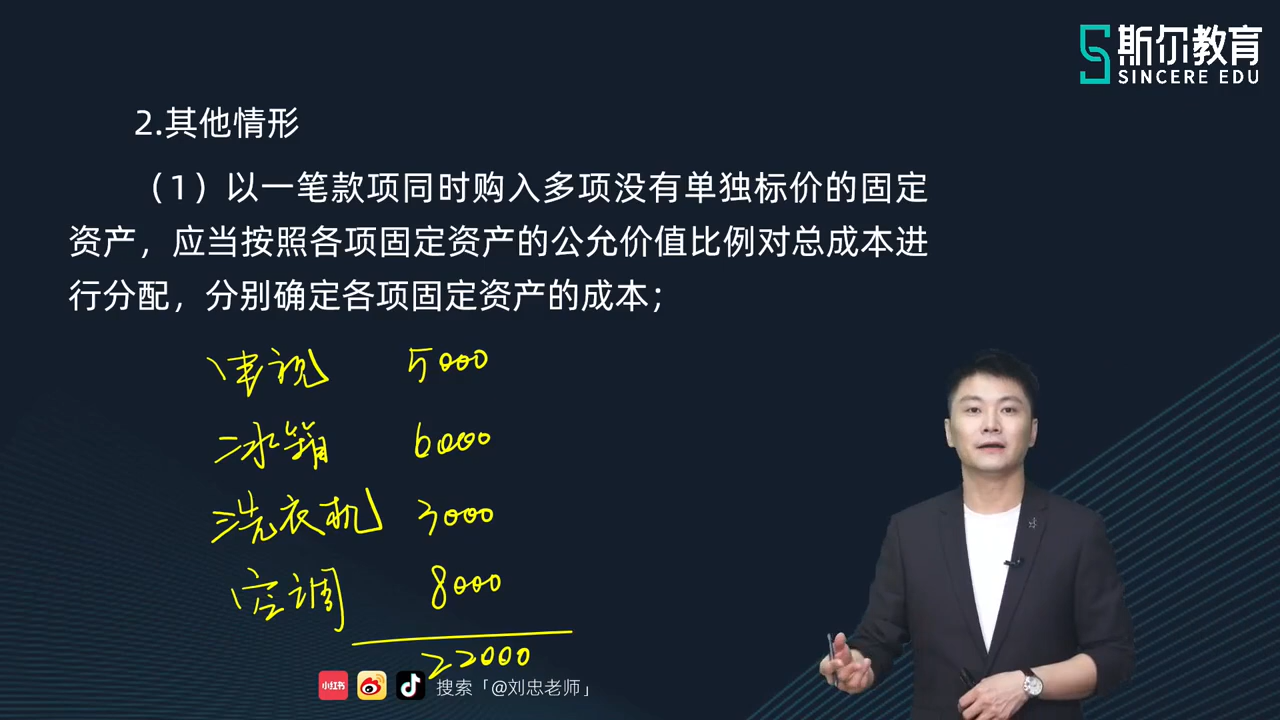 斯尔教育
SINCERE EDU
2.其他情形
（1）以一笔款项同时购入多项没有单独标价的固定
资产，应当按照各项固定资产的公允价值比例对总成本进
行分配，分别确定各项固定资产的成本；
电视 5000
冰箱 6000
洗衣机 3000
空调 8000
22000
小红书 搜索「@刘忠老师」